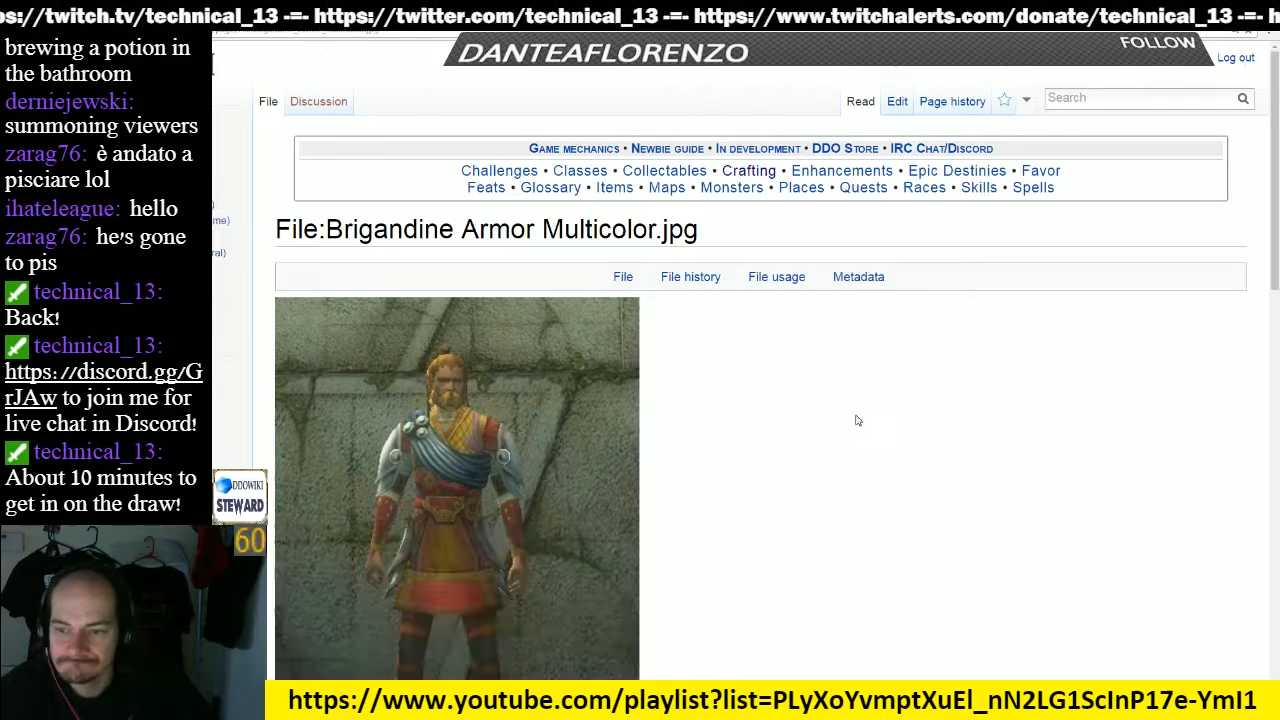 ps://twitch.tv/technical_13 -=- https://twitter.com/technical_13 -=- https://www.twitchalerts.com/donate/technical_13 -=- h
brewing a potion in
the bathroom
derniejewski:
summoning viewers
zarag76: è andato a
pisciare lol
ihateleague: hello
zarag76: he's gone
to pis
technical_13:
Back!
technical_13:
https://discord.gg/G
rJAw to join me for
live chat in Discord!
technical_13:
About 10 minutes to
get in on the draw!
DDOWIKI
STEWARD
60
DANTEAFLORENZO
FOLLOW
Log out
File Discussion
Read Edit Page history
Search
Game mechanics • Newbie guide • In development • DDO Store • IRC Chat/Discord
Challenges • Classes • Collectables • Crafting • Enhancements • Epic Destinies • Favor
Feats • Glossary • Items • Maps • Monsters • Places • Quests • Races • Skills • Spells
File:Brigandine Armor Multicolor.jpg
File File history File usage Metadata
me)
ral)
https://www.youtube.com/playlist?list=PLyXoYvmptXuEl_nN2LG1ScInP17e-YmI1